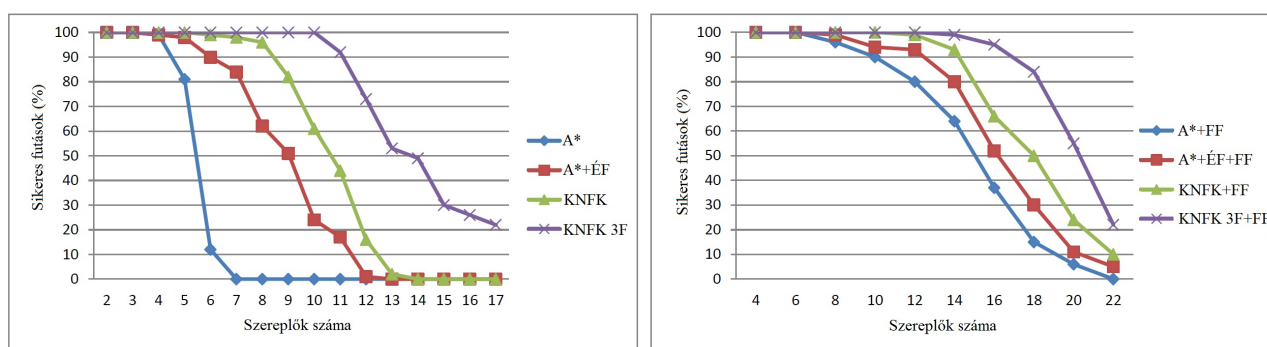 Sikeres futások (%)
100
90
80
70
60
50
40
30
20
10
0
2 3 4 5 6 7 8 9 10 11 12 13 14 15 16 17
Szereplők száma
A*
A*+ÉF
KNFK
KNFK 3F
Sikeres futások (%)
100
90
80
70
60
50
40
30
20
10
0
4 6 8 10 12 14 16 18 20 22
Szereplők száma
A*+FF
A*+ÉF+FF
KNFK+FF
KNFK 3F+FF